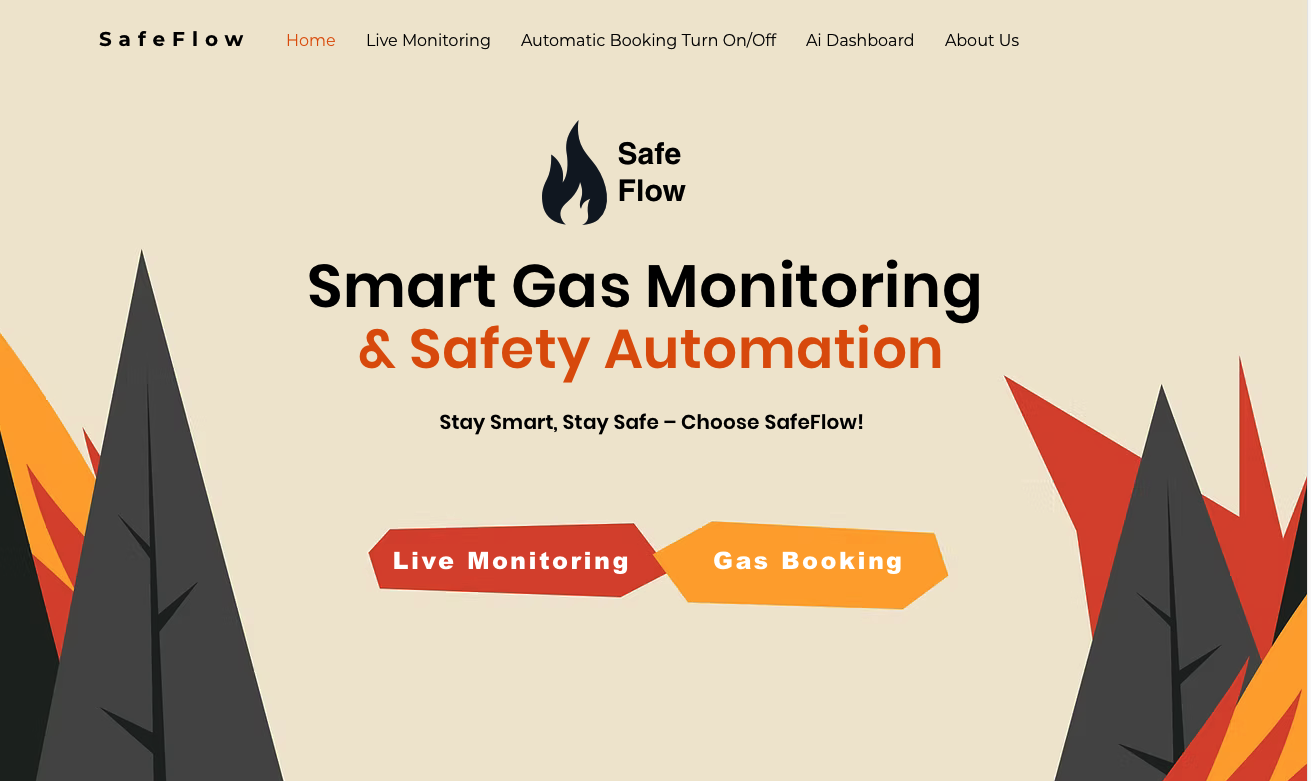 SafeFlow Home Live Monitoring Automatic Booking Turn On/Off Ai Dashboard About Us
Safe
Flow
Smart Gas Monitoring
& Safety Automation
Stay Smart, Stay Safe – Choose SafeFlow!
Live Monitoring Gas Booking